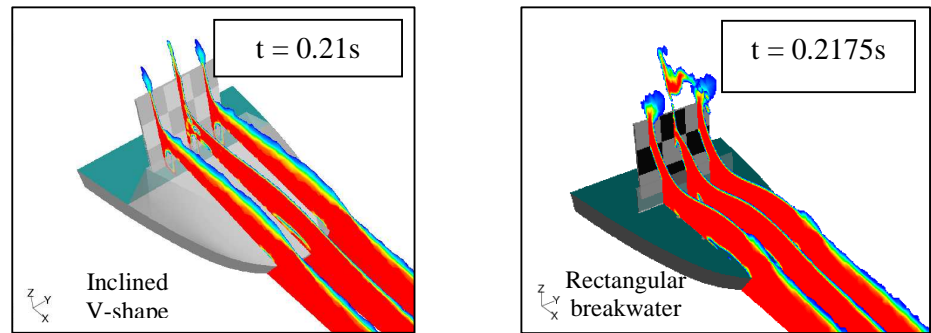 t = 0.21s
Inclined
V-shape
Z
Y
X
t = 0.2175s
Rectangular
breakwater
Z
Y
X